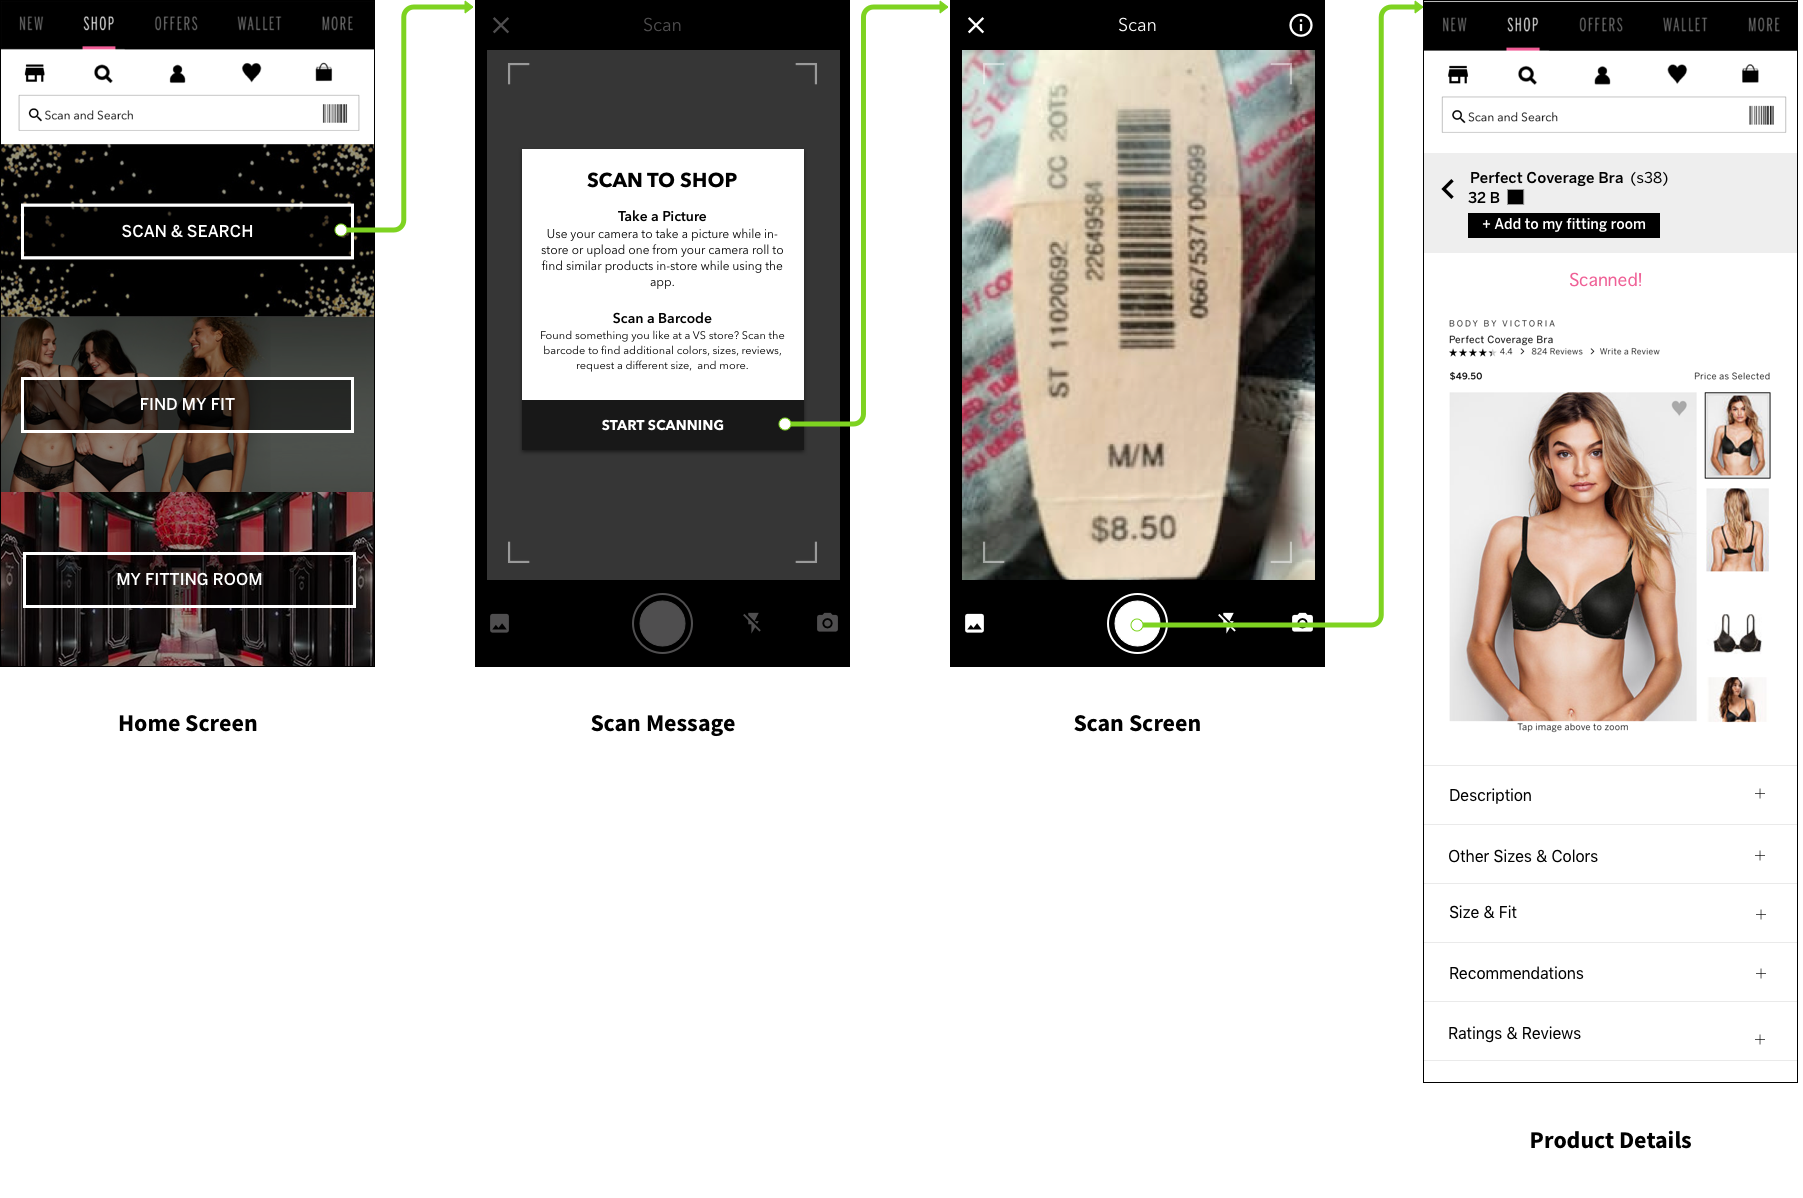 NEW SHOP OFFERS WALLET MORE
Scan and Search
SCAN & SEARCH
FIND MY FIT
MY FITTING ROOM
Home Screen
Scan
SCAN TO SHOP
Take a Picture
Use your camera to take a picture while in-
store or upload one from your camera roll to
find similar products in-store while using the
app.
Scan a Barcode
Found something you like at a VS store? Scan the
barcode to find additional colors, sizes, reviews,
request a different size, and more.
START SCANNING
Scan Message
Scan
ST 11020692 CC 20T5
22649584
0667537100599
M/M
$8.50
Scan Screen
NEW SHOP OFFERS WALLET MORE
Scan and Search
Perfect Coverage Bra (s38)
32 B
+ Add to my fitting room
Scanned!
BODY BY VICTORIA
Perfect Coverage Bra
4.4 > 824 Reviews > Write a Review
$49.50 Price as Selected
Tap image above to zoom
Description +
Other Sizes & Colors +
Size & Fit +
Recommendations +
Ratings & Reviews +
Product Details